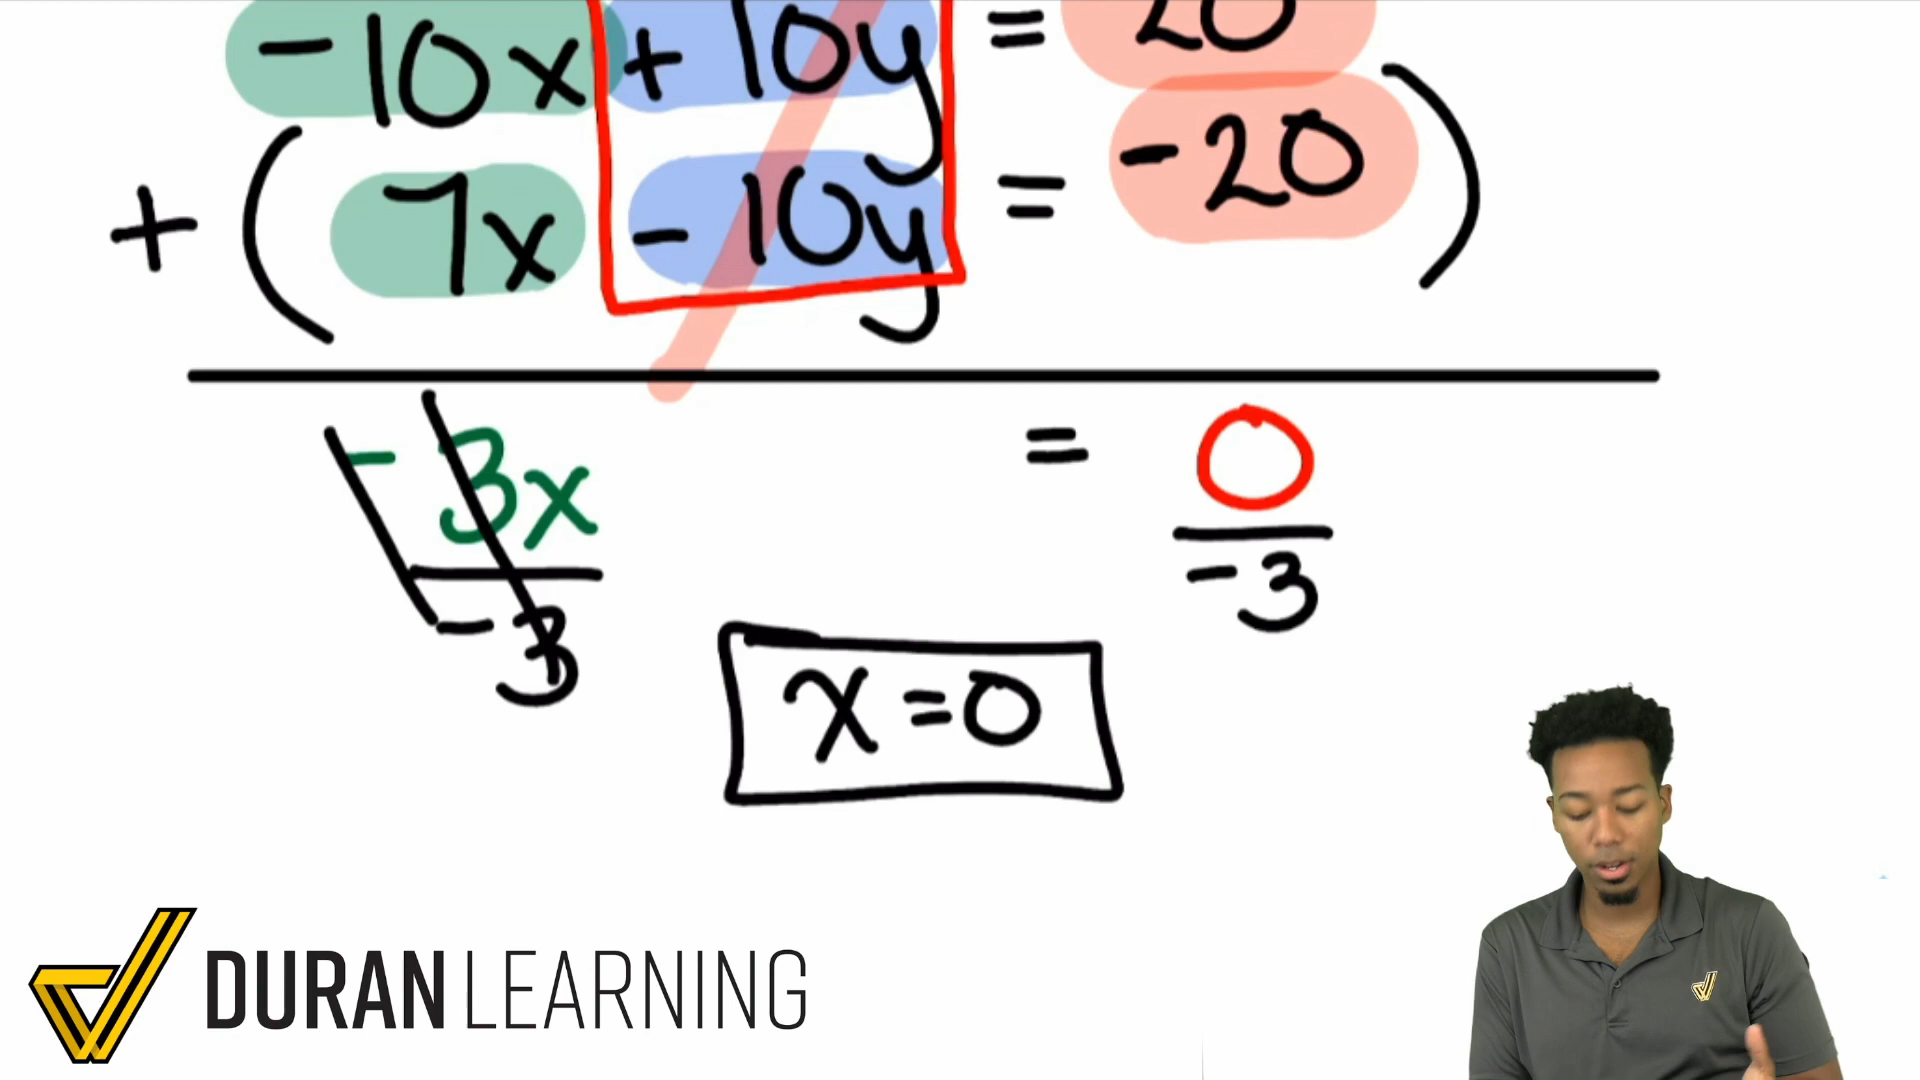 -10x + 10y = 20
+ ( 7x - 10y = -20 )
- 3x = 0
- 3 - 3
x = 0
DURAN LEARNING